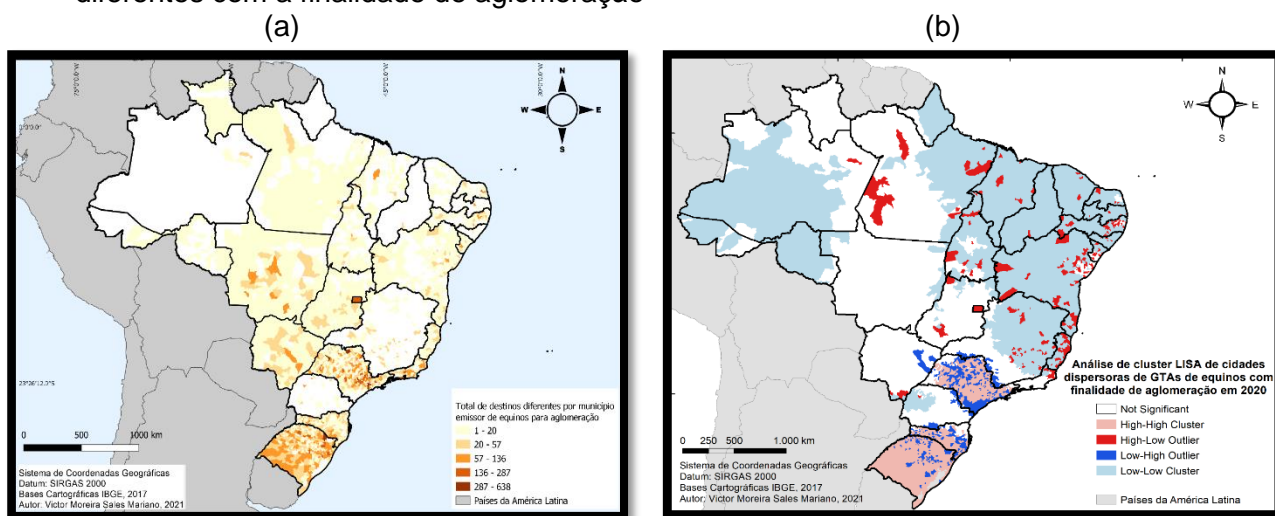 diferentes com a finalidade de aglomeração
(a)
(b)
N
W
E
S
Total de destinos diferentes por município
emissor de equinos para aglomeração
1 - 20
20 - 57
57 - 136
136 - 287
287 - 638
Países da América Latina
0
500
1000 km
Sistema de Coordenadas Geográficas
Datum: SIRGAS 2000
Bases Cartográficas IBGE, 2017
Autor: Victor Moreira Sales Mariano, 2021
N
W
E
S
Análise de cluster LISA de cidades
dispersoras de GTAs de equinos com
finalidade de aglomeração em 2020
Not Significant
High-High Cluster
High-Low Outlier
Low-High Outlier
Low-Low Cluster
Países da América Latina
0 250 500 1.000 km
Sistema de Coordenadas Geográficas
Datum: SIRGAS 2000
Bases Cartográficas IBGE, 2017
Autor: Victor Moreira Sales Mariano, 2021